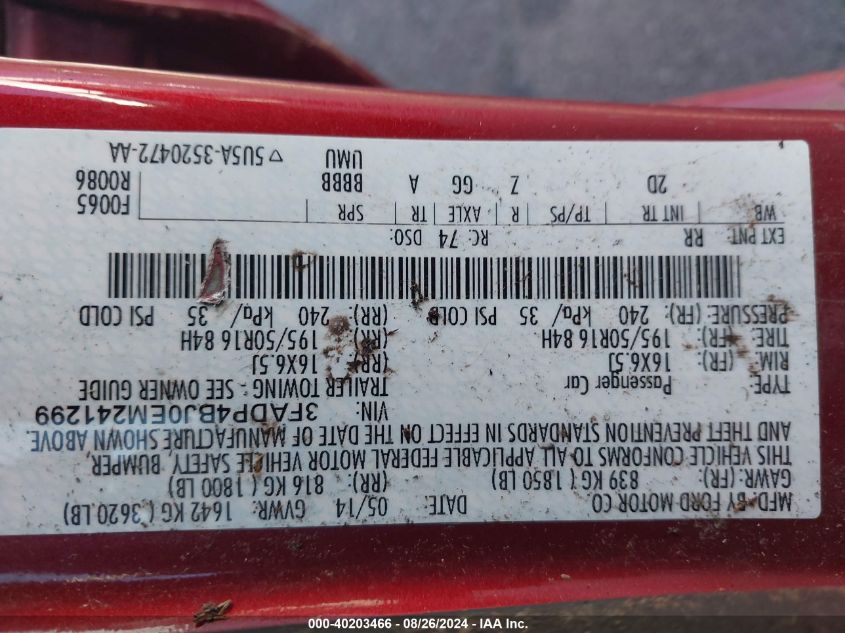 MFD. BY FORD MOTOR CO.
DATE: 05/14 GVWR: 1642 KG ( 3620 LB)
GAWR: (FR): 839 KG ( 1850 LB) (RR): 816 KG ( 1800 LB)
THIS VEHICLE CONFORMS TO ALL APPLICABLE FEDERAL MOTOR VEHICLE SAFETY, BUMPER,
AND THEFT PREVENTION STANDARDS IN EFFECT ON THE DATE OF MANUFACTURE SHOWN ABOVE.
VIN: 3FADP4BJ0EM241299
TYPE: Passenger Car TRAILER TOWING - SEE OWNER GUIDE
RIM: (FR): 16X6.5J (RR): 16X6.5J
TIRE: (FR): 195/50R16 84H (RR): 195/50R16 84H
PRESSURE: (FR): 240 kPa/ 35 PSI COLD (RR): 240 kPa/ 35 PSI COLD
EXT PNT: RR RC: 74 DSO:
WB INT TR TP/PS R AXLE TR SPR F0065
2D Z GG A BBBB R0086
UMU ▽5U5A-3520472-AA
000-40203466 - 08/26/2024 - IAA Inc.